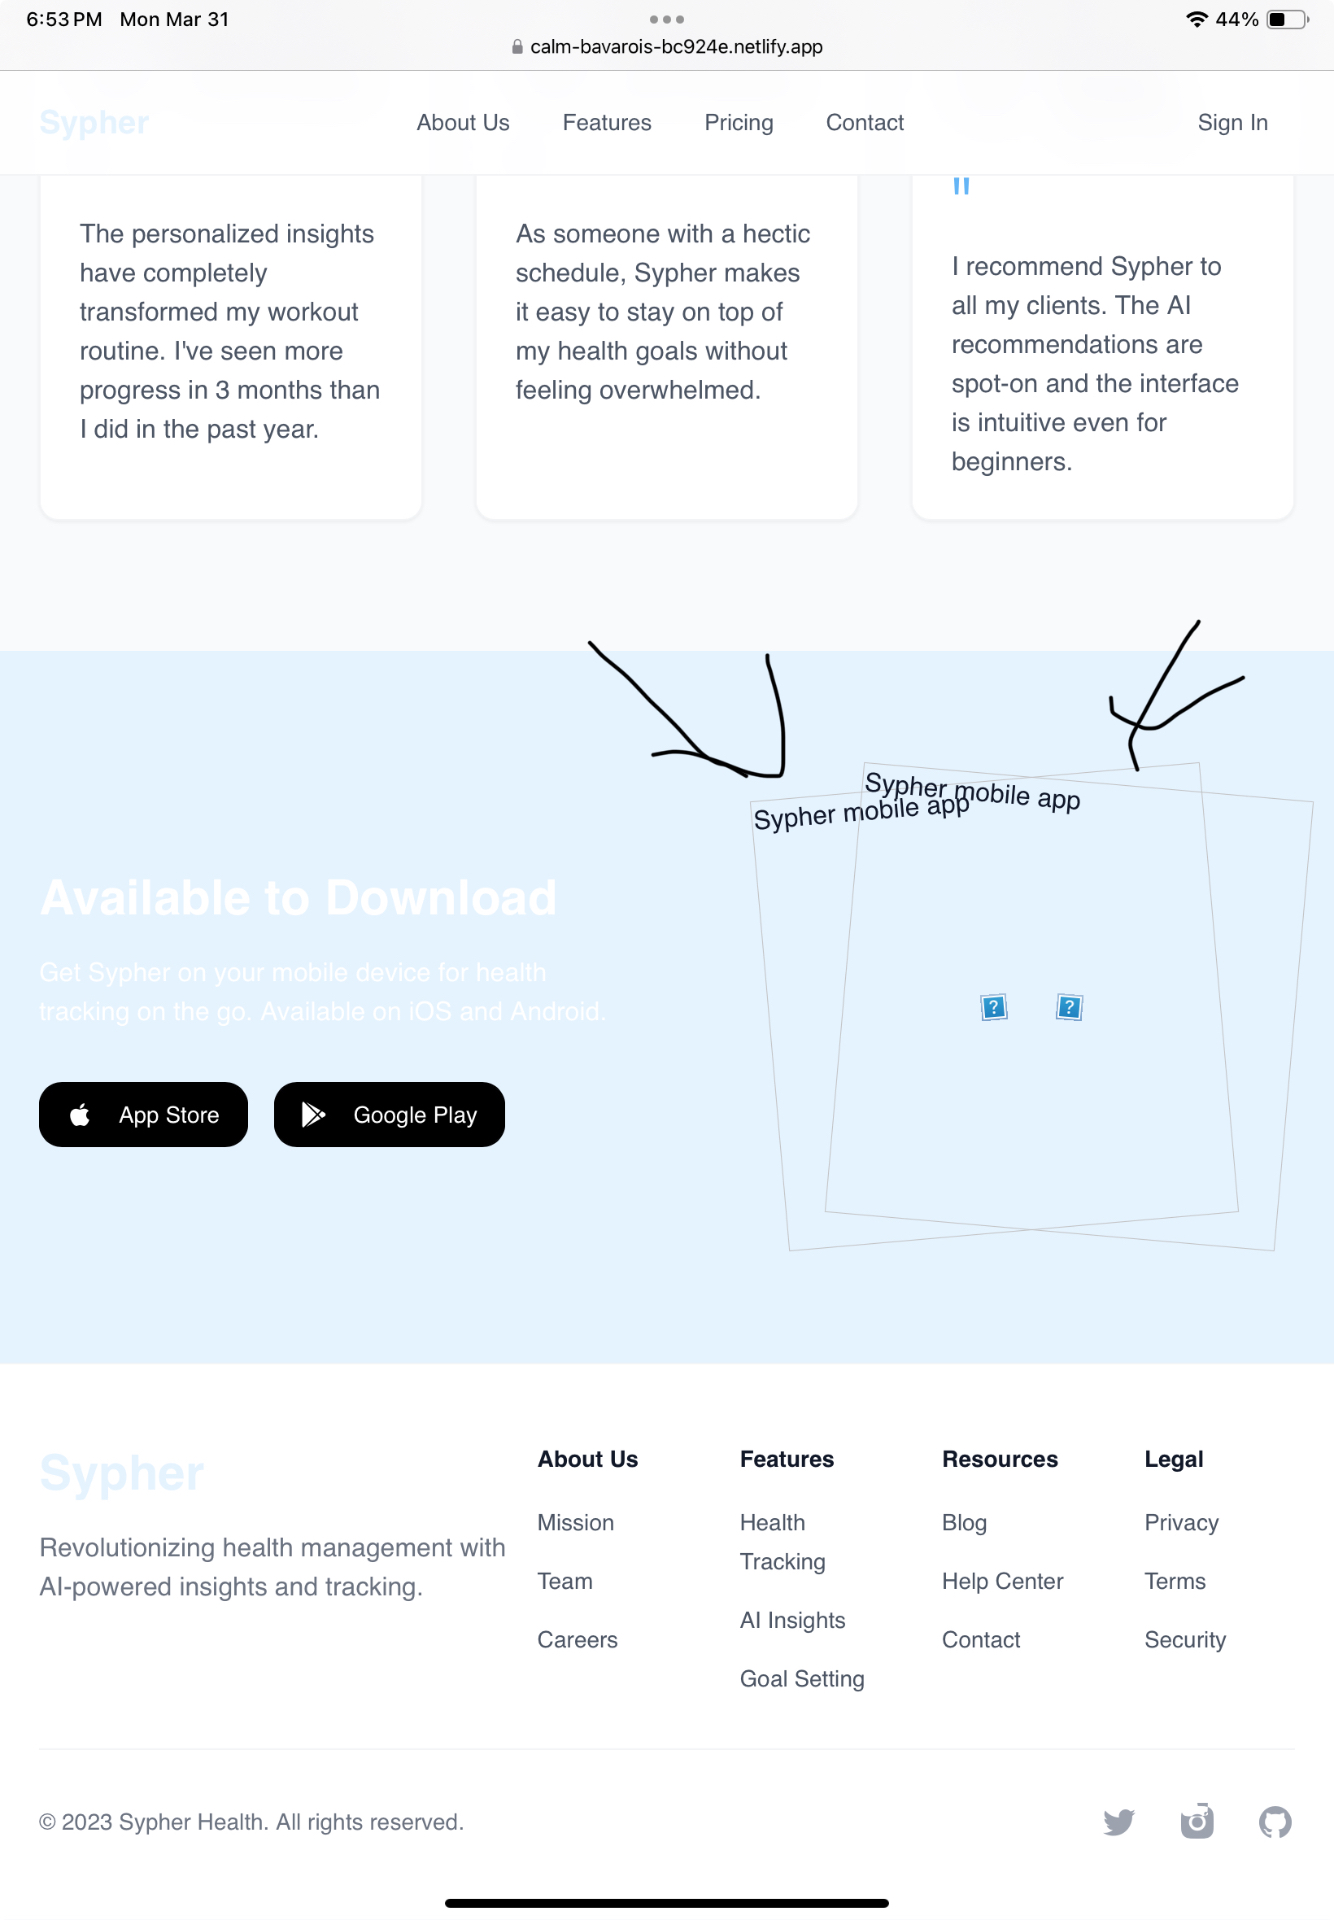 6:53 PM Mon Mar 31
44%
calm-bavarois-bc924e.netlify.app
Sypher
About Us
Features
Pricing
Contact
Sign In
The personalized insights
have completely
transformed my workout
routine. I've seen more
progress in 3 months than
I did in the past year.
As someone with a hectic
schedule, Sypher makes
it easy to stay on top of
my health goals without
feeling overwhelmed.
"
I recommend Sypher to
all my clients. The AI
recommendations are
spot-on and the interface
is intuitive even for
beginners.
Available to Download
Get Sypher on your mobile device for health
tracking on the go. Available on iOS and Android.
App Store
Google Play
Sypher mobile app
Sypher mobile app
?
?
Sypher
Revolutionizing health management with
AI-powered insights and tracking.
About Us
Mission
Team
Careers
Features
Health
Tracking
AI Insights
Goal Setting
Resources
Blog
Help Center
Contact
Legal
Privacy
Terms
Security
© 2023 Sypher Health. All rights reserved.